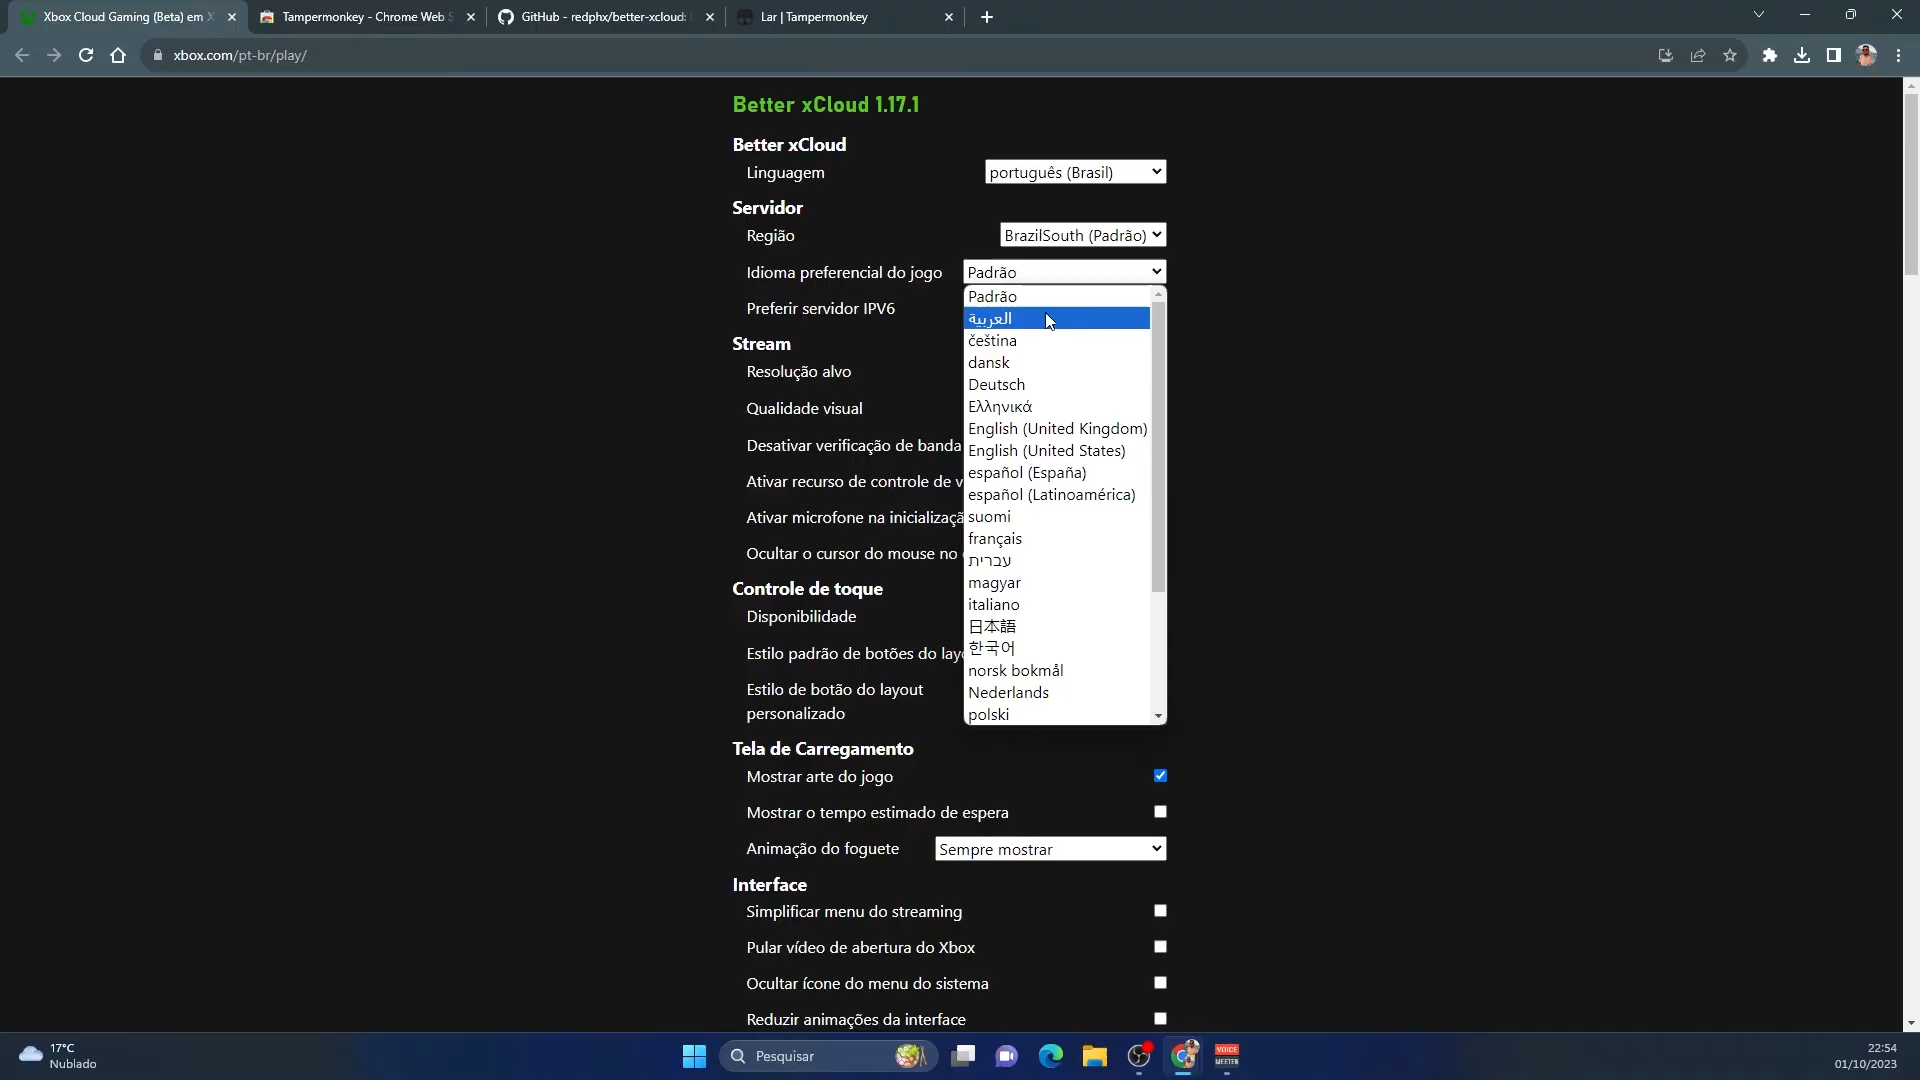 Xbox Cloud Gaming (Beta) em X
Tampermonkey - Chrome Web S
GitHub - redphx/better-xcloud:
Lar | Tampermonkey
xbox.com/pt-br/play/
Better xCloud 1.17.1
Better xCloud
Linguagem
português (Brasil)
Servidor
Região
BrazilSouth (Padrão)
Idioma preferencial do jogo
Padrão
Padrão
Preferir servidor IPV6
العربية
čeština
Stream
dansk
Resolução alvo
Deutsch
Qualidade visual
Ελληνικά
English (United Kingdom)
Desativar verificação de banda
English (United States)
español (España)
Ativar recurso de controle de v
español (Latinoamérica)
Ativar microfone na inicializaçã
suomi
français
Ocultar o cursor do mouse no
עברית
magyar
Controle de toque
italiano
Disponibilidade
日本語
한국어
Estilo padrão de botões do layo
norsk bokmål
Estilo de botão do layout
personalizado
Nederlands
polski
Tela de Carregamento
Mostrar arte do jogo
Mostrar o tempo estimado de espera
Animação do foguete
Sempre mostrar
Interface
Simplificar menu do streaming
Pular vídeo de abertura do Xbox
Ocultar ícone do menu do sistema
Reduzir animações da interface
17°C
Nublado
Pesquisar
VOICE
MEETER
22:54
01/10/2023